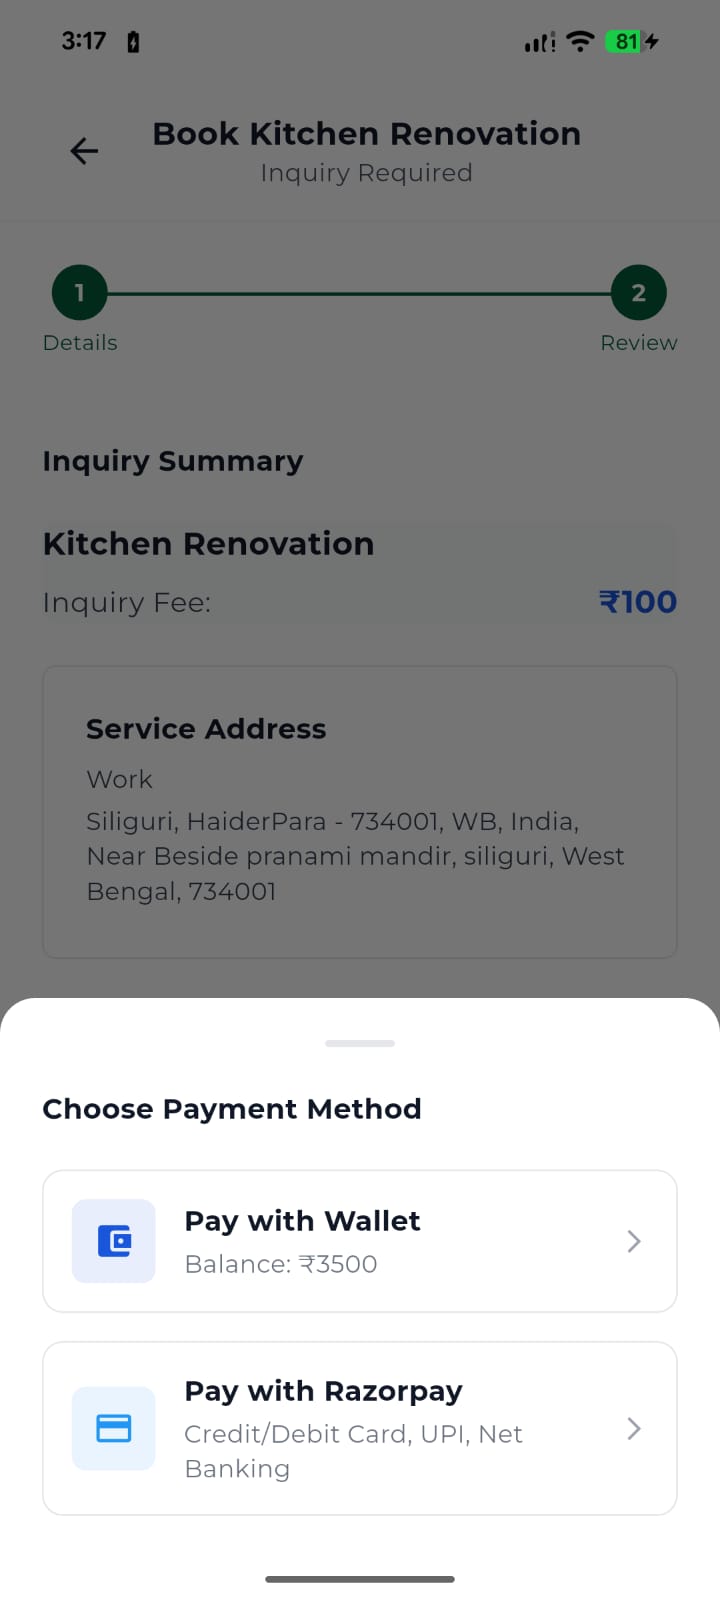 3:17
81
Book Kitchen Renovation
Inquiry Required
1
2
Details
Review
Inquiry Summary
Kitchen Renovation
Inquiry Fee:
₹100
Service Address
Work
Siliguri, HaiderPara - 734001, WB, India,
Near Beside pranami mandir, siliguri, West
Bengal, 734001
Choose Payment Method
Pay with Wallet
Balance: ₹3500
Pay with Razorpay
Credit/Debit Card, UPI, Net
Banking